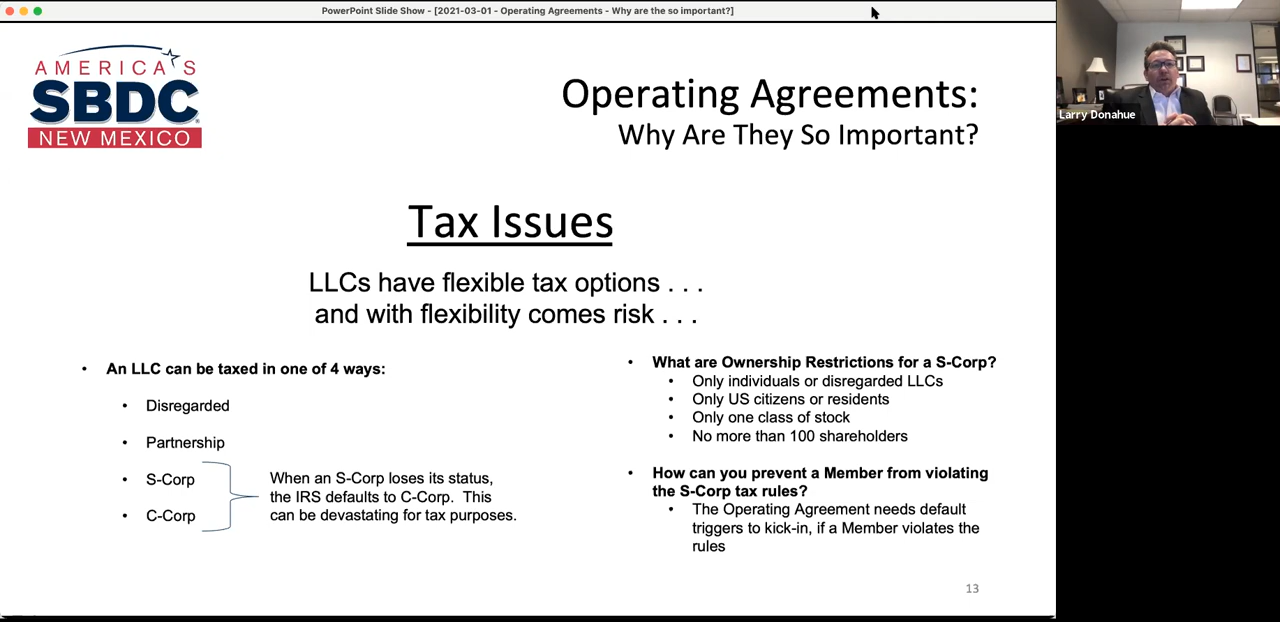 PowerPoint Slide Show - [2021-03-01 - Operating Agreements - Why are the so important?]
AMERICA'S
SBDC®
NEW MEXICO
Operating Agreements:
Why Are They So Important?
Larry Donahue
Tax Issues
LLCs have flexible tax options . . .
and with flexibility comes risk . . .
• An LLC can be taxed in one of 4 ways:
• Disregarded
• Partnership
• S-Corp
• C-Corp
When an S-Corp loses its status,
the IRS defaults to C-Corp. This
can be devastating for tax purposes.
• What are Ownership Restrictions for a S-Corp?
• Only individuals or disregarded LLCs
• Only US citizens or residents
• Only one class of stock
• No more than 100 shareholders
• How can you prevent a Member from violating
the S-Corp tax rules?
• The Operating Agreement needs default
triggers to kick-in, if a Member violates the
rules
13